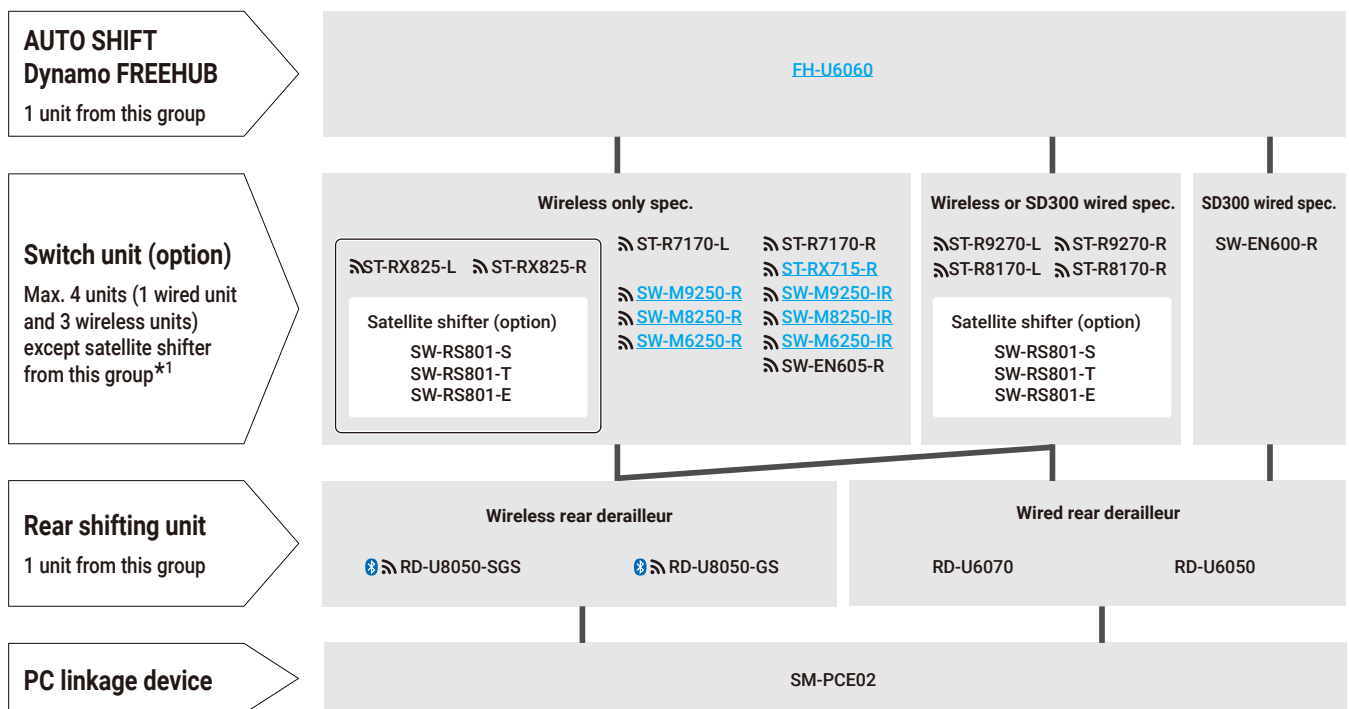 AUTO SHIFT
Dynamo FREEHUB
1 unit from this group
FH-U6060
Switch unit (option)
Max. 4 units (1 wired unit
and 3 wireless units)
except satellite shifter
from this group*1
Wireless only spec.
ST-RX825-L ST-RX825-R
Satellite shifter (option)
SW-RS801-S
SW-RS801-T
SW-RS801-E
ST-R7170-L ST-R7170-R
ST-RX715-R
SW-M9250-R SW-M9250-IR
SW-M8250-R SW-M8250-IR
SW-M6250-R SW-M6250-IR
SW-EN605-R
Wireless or SD300 wired spec.
ST-R9270-L ST-R9270-R
ST-R8170-L ST-R8170-R
Satellite shifter (option)
SW-RS801-S
SW-RS801-T
SW-RS801-E
SD300 wired spec.
SW-EN600-R
Rear shifting unit
1 unit from this group
Wireless rear derailleur
RD-U8050-SGS RD-U8050-GS
Wired rear derailleur
RD-U6070 RD-U6050
PC linkage device
SM-PCE02